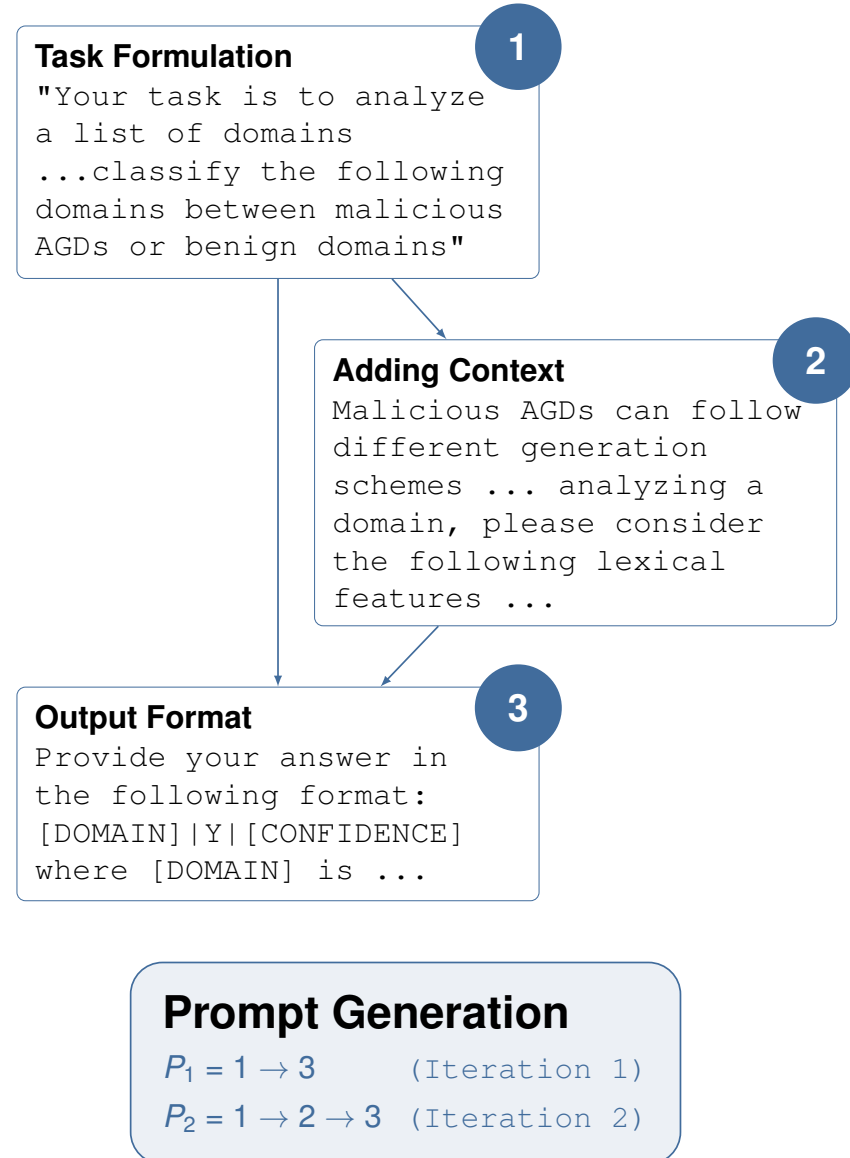 1
Task Formulation
"Your task is to analyze
a list of domains
...classify the following
domains between malicious
AGDs or benign domains"
2
Adding Context
Malicious AGDs can follow
different generation
schemes ... analyzing a
domain, please consider
the following lexical
features ...
3
Output Format
Provide your answer in
the following format:
[DOMAIN]|Y|[CONFIDENCE]
where [DOMAIN] is ...
Prompt Generation
P₁ = 1 → 3 (Iteration 1)
P₂ = 1 → 2 → 3 (Iteration 2)